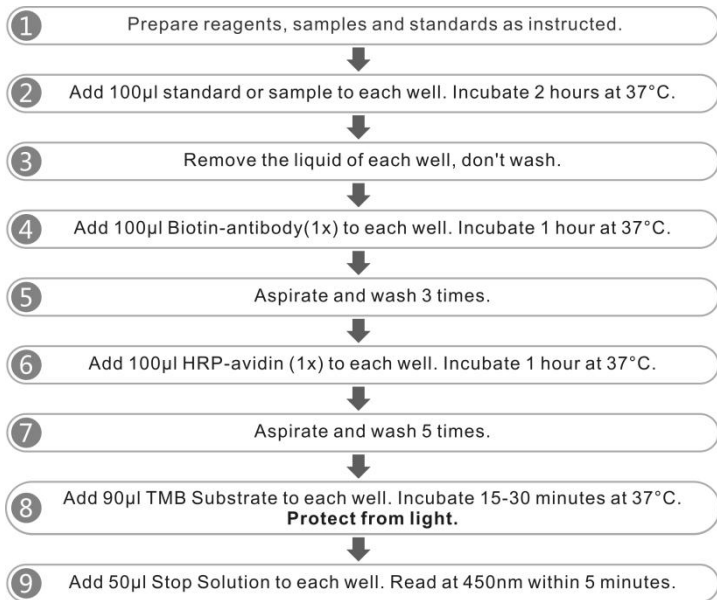 1 Prepare reagents, samples and standards as instructed.
2 Add 100µl standard or sample to each well. Incubate 2 hours at 37°C.
3 Remove the liquid of each well, don't wash.
4 Add 100µl Biotin-antibody(1x) to each well. Incubate 1 hour at 37°C.
5 Aspirate and wash 3 times.
6 Add 100µl HRP-avidin (1x) to each well. Incubate 1 hour at 37°C.
7 Aspirate and wash 5 times.
8 Add 90µl TMB Substrate to each well. Incubate 15-30 minutes at 37°C.
Protect from light.
9 Add 50µl Stop Solution to each well. Read at 450nm within 5 minutes.